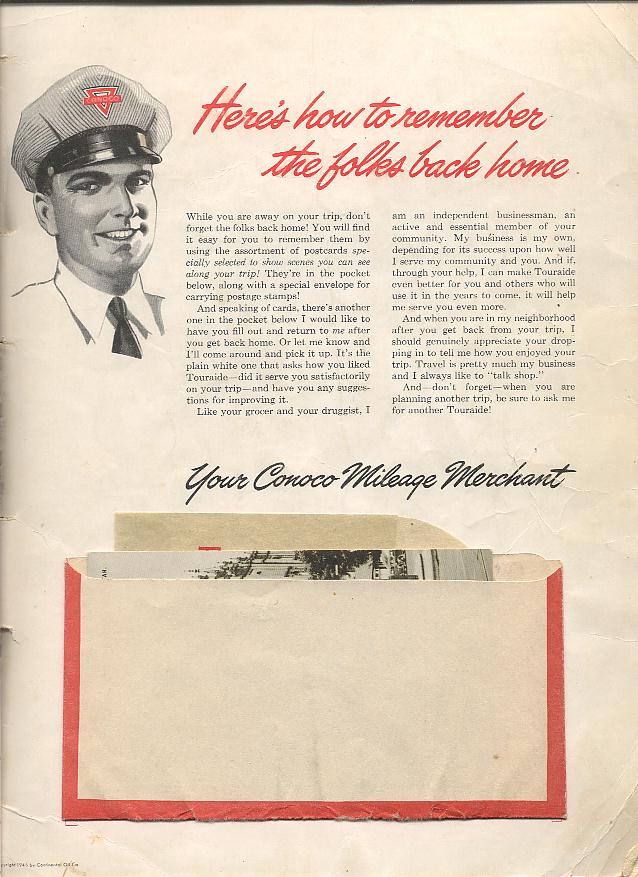 CONOCO
Here's how to remember
the folks back home
While you are away on your trip, don't
forget the folks back home! You will find
it easy for you to remember them by
using the assortment of postcards spe-
cially selected to show scenes you can see
along your trip! They're in the pocket
below, along with a special envelope for
carrying postage stamps!
And speaking of cards, there's another
one in the pocket below I would like to
have you fill out and return to me after
you get back home. Or let me know and
I'll come around and pick it up. It's the
plain white one that asks how you liked
Touraide—did it serve you satisfactorily
on your trip—and have you any sugges-
tions for improving it.
Like your grocer and your druggist, I
am an independent businessman, an
active and essential member of your
community. My business is my own,
depending for its success upon how well
I serve my community and you. And if,
through your help, I can make Touraide
even better for you and others who will
use it in the years to come, it will help
me serve you even more.
And when you are in my neighborhood
after you get back from your trip, I
should genuinely appreciate your drop-
ping in to tell me how you enjoyed your
trip. Travel is pretty much my business
and I always like to "talk shop."
And—don't forget—when you are
planning another trip, be sure to ask me
for another Touraide!
Your Conoco Mileage Merchant
by Continental Oil Co